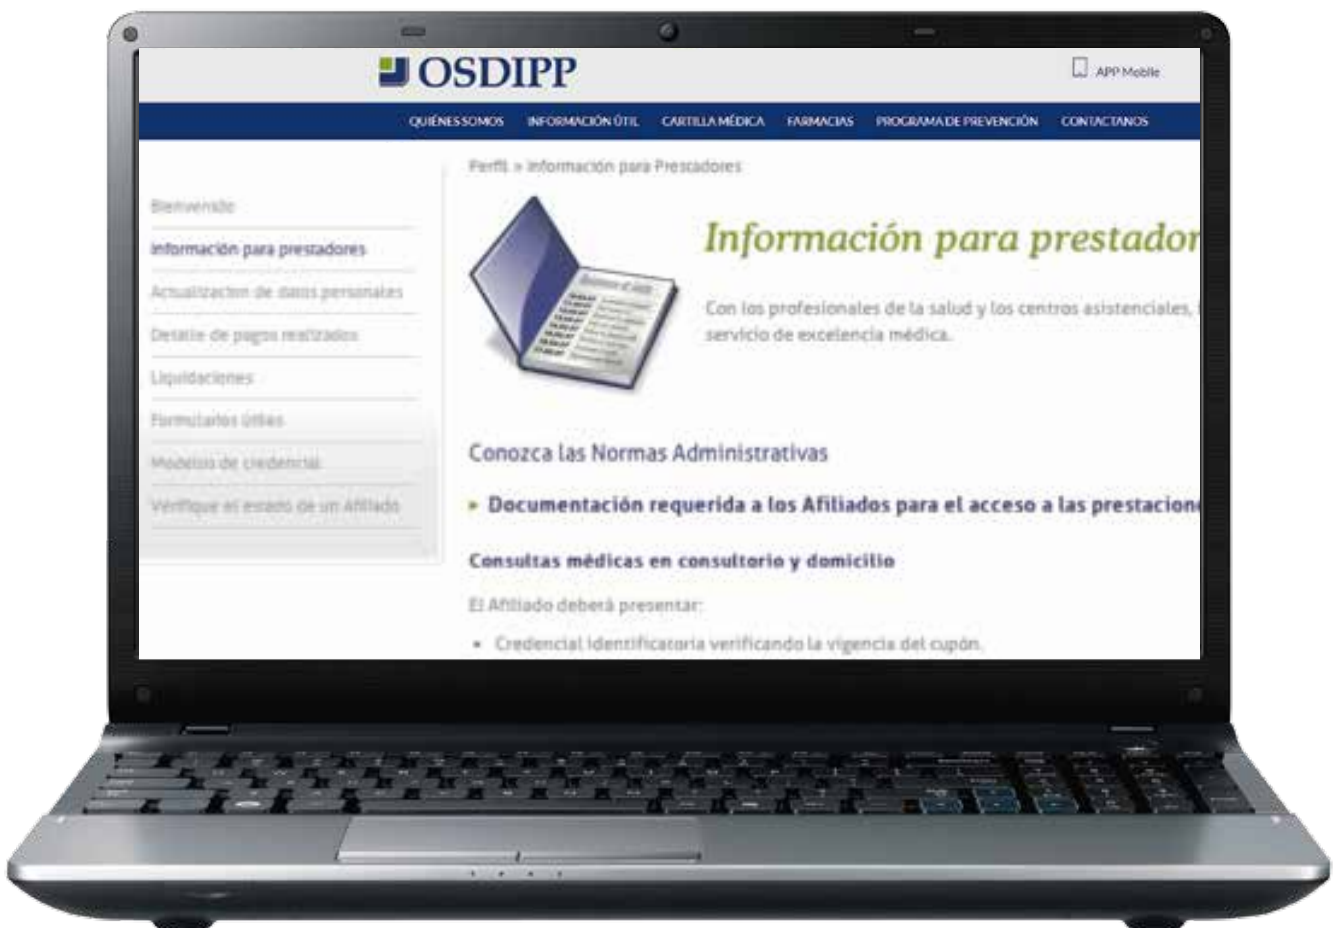 OSDIPP
APP Mobile
QUIÉNES SOMOS INFORMACIÓN ÚTIL CARTILLA MÉDICA FARMACIAS PROGRAMA DE PREVENCIÓN CONTACTANOS
Perfil » Información para Prestadores
Bienvenido
Información para prestadores
Actualizacion de datos personales
Detalle de pagos realizados
Liquidaciones
Formularios útiles
Modelos de credencial
Verifique el estado de un Afiliado
Información para prestador
Con los profesionales de la salud y los centros asistenciales,
servicio de excelencia médica.
Conozca las Normas Administrativas
▸ Documentación requerida a los Afiliados para el acceso a las prestacion
Consultas médicas en consultorio y domicilio
El Afiliado deberá presentar:
• Credencial identificatoria verificando la vigencia del cupón.